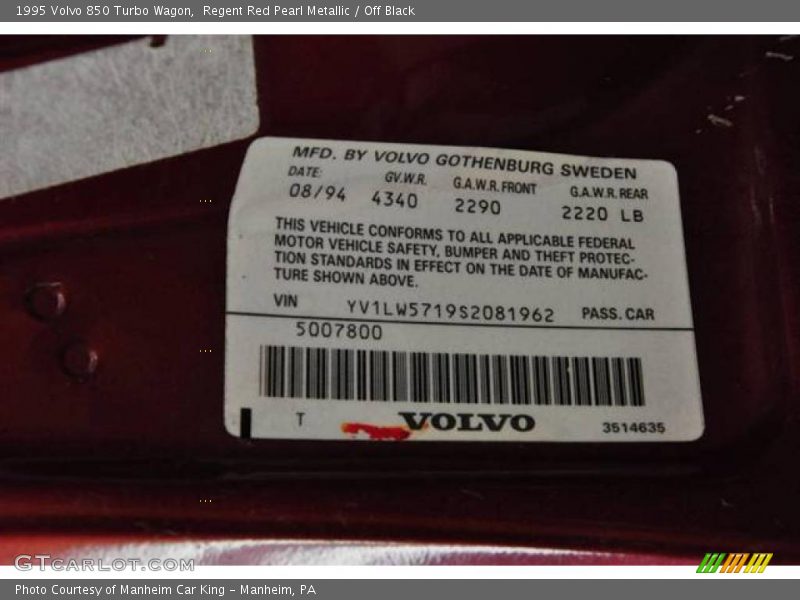 1995 Volvo 850 Turbo Wagon, Regent Red Pearl Metallic / Off Black
MFD. BY VOLVO GOTHENBURG SWEDEN
DATE: GV.W.R. G.A.W.R. FRONT G.A.W.R. REAR
08/94 4340 2290 2220 LB
THIS VEHICLE CONFORMS TO ALL APPLICABLE FEDERAL
MOTOR VEHICLE SAFETY, BUMPER AND THEFT PROTEC-
TION STANDARDS IN EFFECT ON THE DATE OF MANUFAC-
TURE SHOWN ABOVE.
VIN YV1LW5719S2081962 PASS. CAR
5007800
T VOLVO 3514635
GTCARLOT.COM
Photo Courtesy of Manheim Car King - Manheim, PA